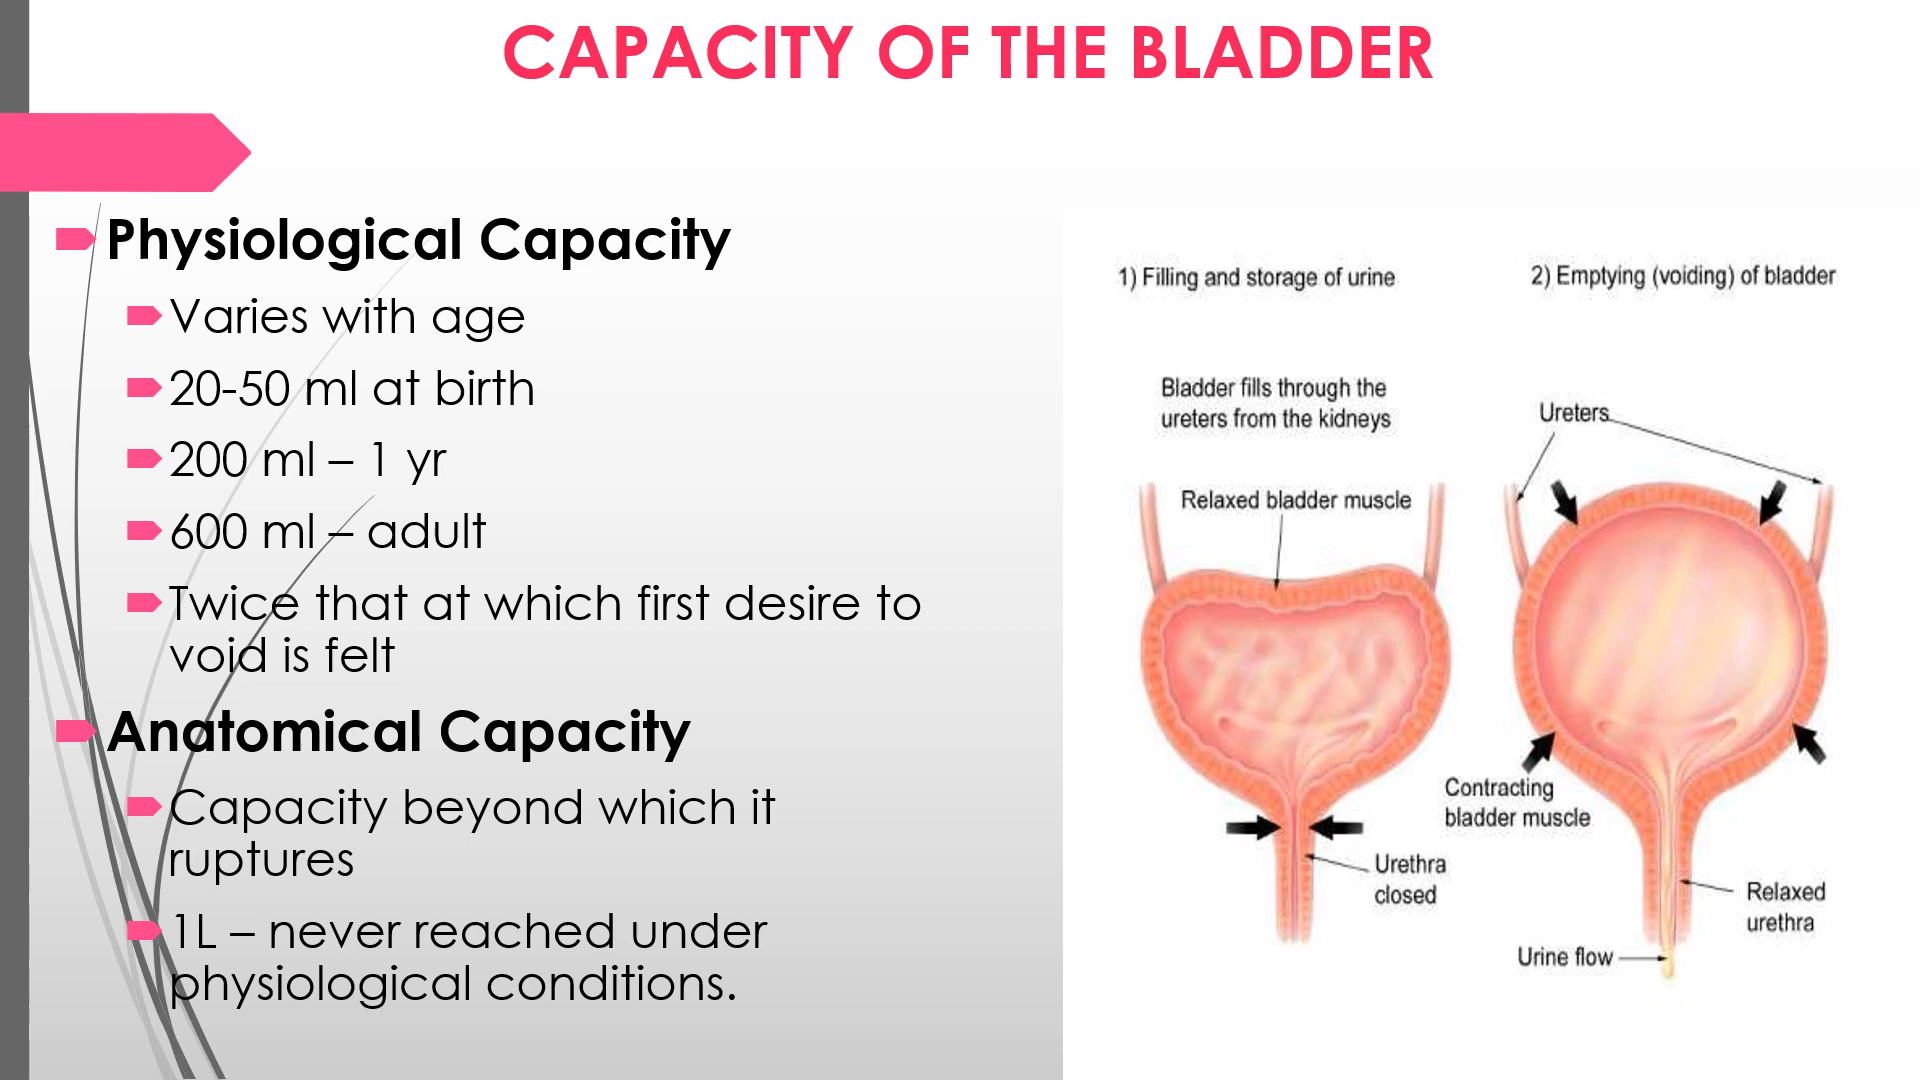 CAPACITY OF THE BLADDER
Physiological Capacity
Varies with age
20-50 ml at birth
200 ml – 1 yr
600 ml – adult
Twice that at which first desire to
void is felt
Anatomical Capacity
Capacity beyond which it
ruptures
1L – never reached under
physiological conditions.
1) Filling and storage of urine
Bladder fills through the
ureters from the kidneys
Relaxed bladder muscle
Urethra
closed
2) Emptying (voiding) of bladder
Ureters
Contracting
bladder muscle
Relaxed
urethra
Urine flow